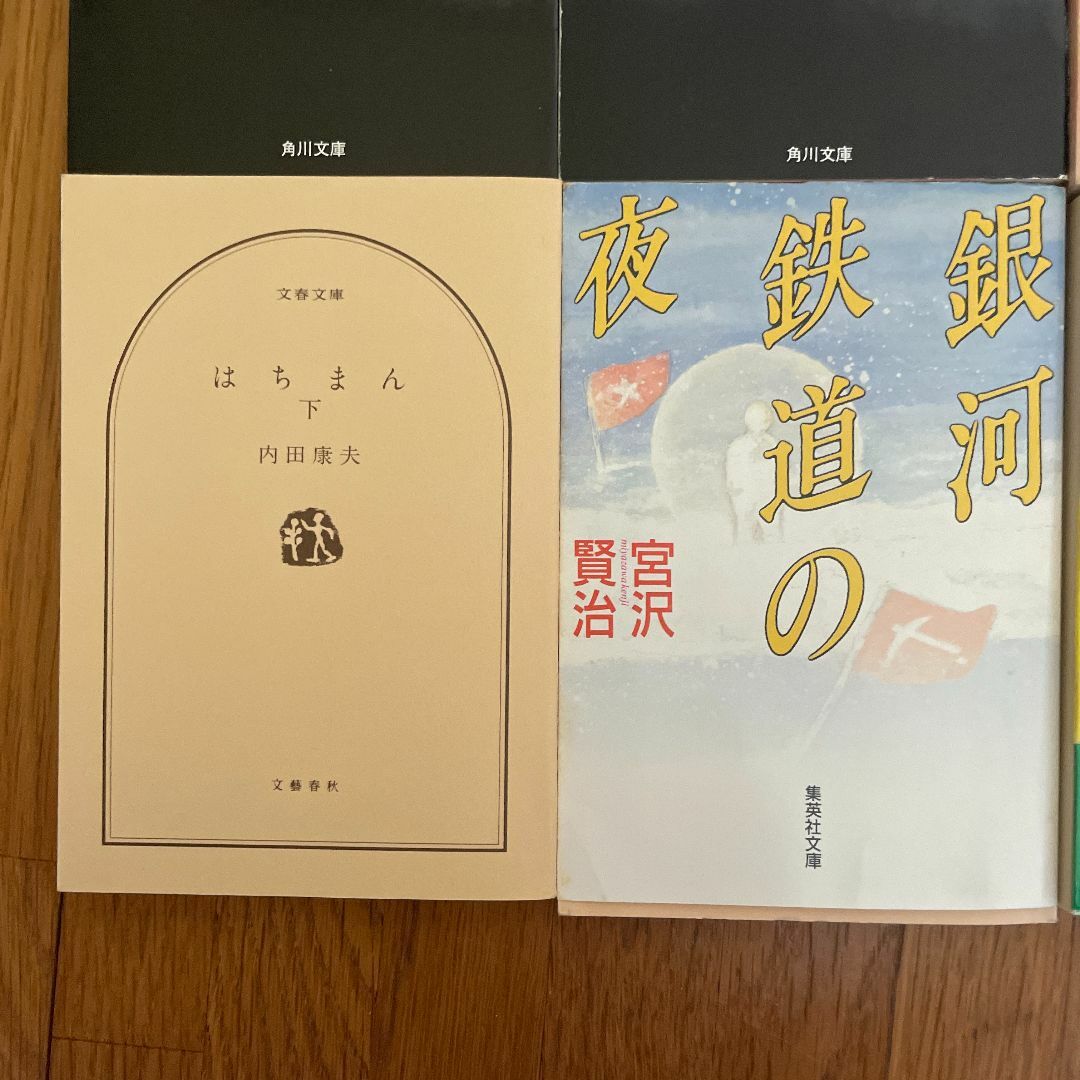 角川文庫
角川文庫
文春文庫
はちまん
下
内田康夫
文藝春秋
銀河
鉄道の
夜
宮沢
賢治
miyazawa kenji
集英社文庫